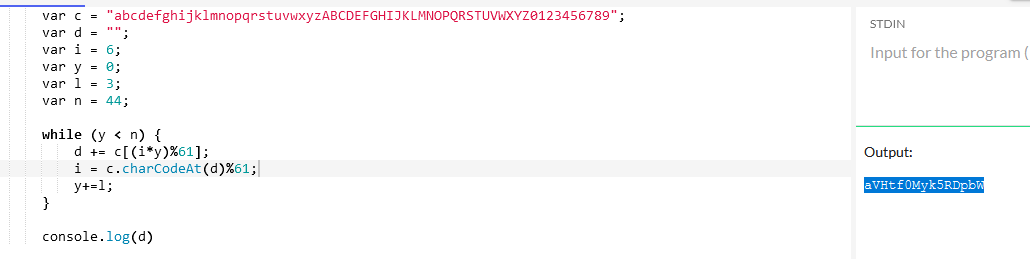 var c = "abcdefghijklmnopqrstuvwxyzABCDEFGHIJKLMNOPQRSTUVWXYZ0123456789";
var d = "";
var i = 6;
var y = 0;
var l = 3;
var n = 44;
while (y < n) {
d += c[(i*y)%61];
i = c.charCodeAt(d)%61;
y+=l;
}
console.log(d)
STDIN
Input for the program (
Output:
aVHtf0Myk5RDpbW